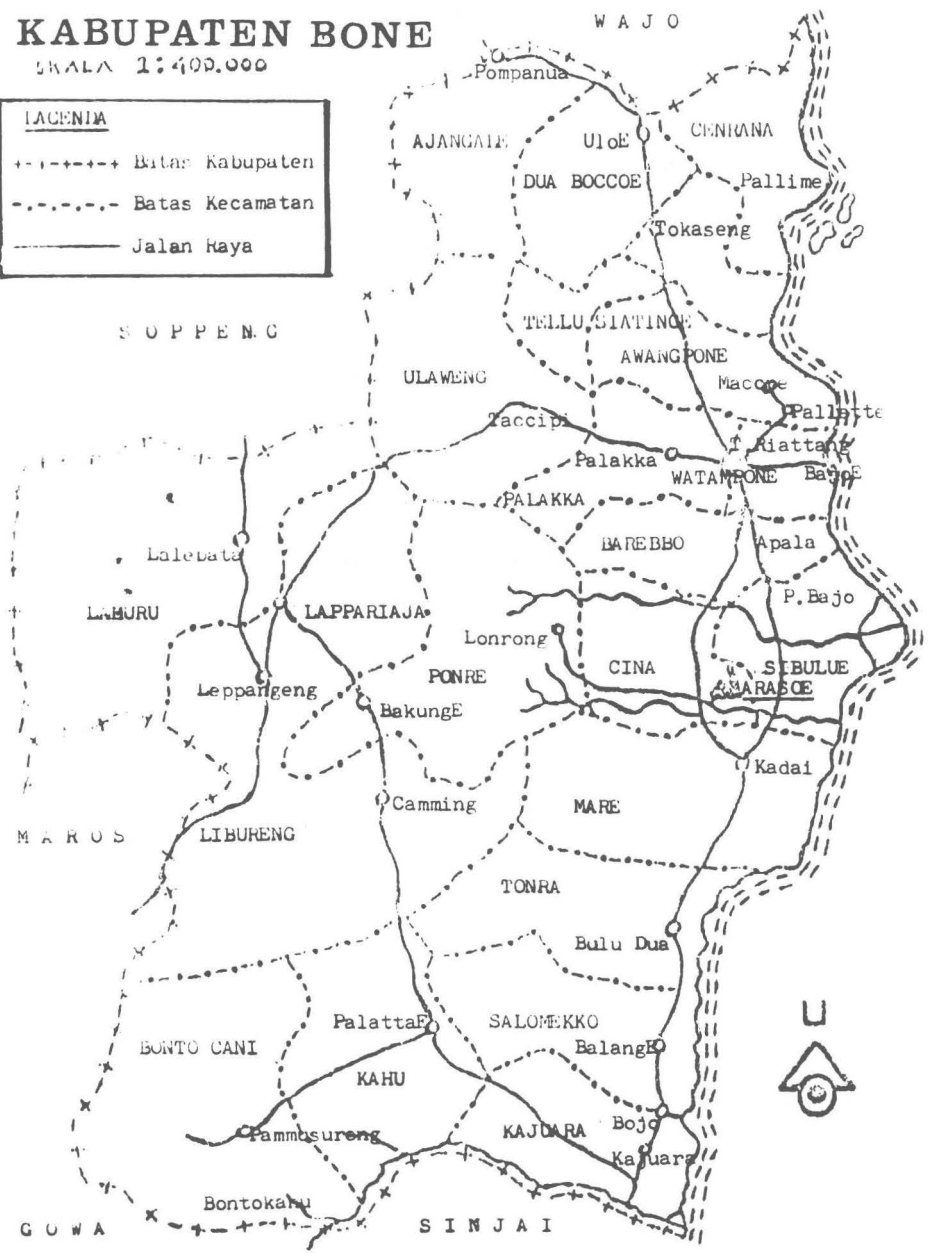 WAJO
KABUPATEN BONE
SKALA 1:400.000
LAGENDA
Batas Kabupaten
Batas Kecamatan
Jalan Raya
Pompanua
AJANGALE
UloE
CENRANA
DUA BOCCOE
Pallime
Tokaseng
SOPPENG
TELLU SIATINGE
AWANGPONE
ULAWENG
Macope
Pallette
Taccipi
T. Riattang
Palakka
WATAMPONE
BajoE
PALAKKA
BAREBBO
Apala
Lalebata
P.Bajo
LAMURU
LAPPARIAJA
Lonrong
CINA
SIBULUE
PONRE
Leppangeng
MARASOE
BakungE
Kadai
Camming
MARE
MAROS
LIBURENG
TONRA
Bulu Dua
U
PalattaE
SALOMEKKO
BONTO CANI
BalangE
KAHU
Bojo
Pammusureng
KAJUARA
Kajuara
Bontokahu
GOWA
SINJAI